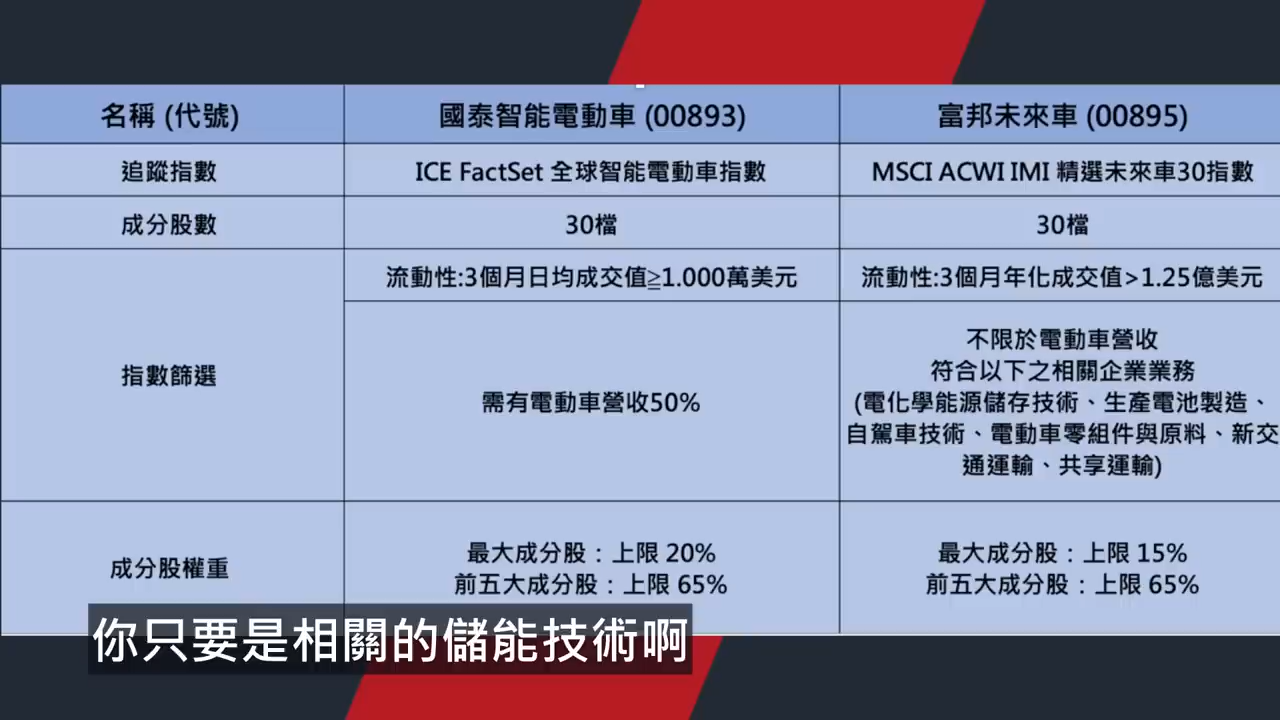 名稱 (代號)
國泰智能電動車 (00893)
富邦未來車 (00895)
追蹤指數
ICE FactSet 全球智能電動車指數
MSCI ACWI IMI 精選未來車30指數
成分股數
30檔
30檔
指數篩選
流動性:3個月日均成交值≧1.000萬美元
流動性:3個月年化成交值>1.25億美元
需有電動車營收50%
不限於電動車營收
符合以下之相關企業業務
(電化學能源儲存技術、生產電池製造、
自駕車技術、電動車零組件與原料、新交
通運輸、共享運輸)
成分股權重
最大成分股：上限 20%
前五大成分股：上限 65%
最大成分股：上限 15%
前五大成分股：上限 65%
你只要是相關的儲能技術啊